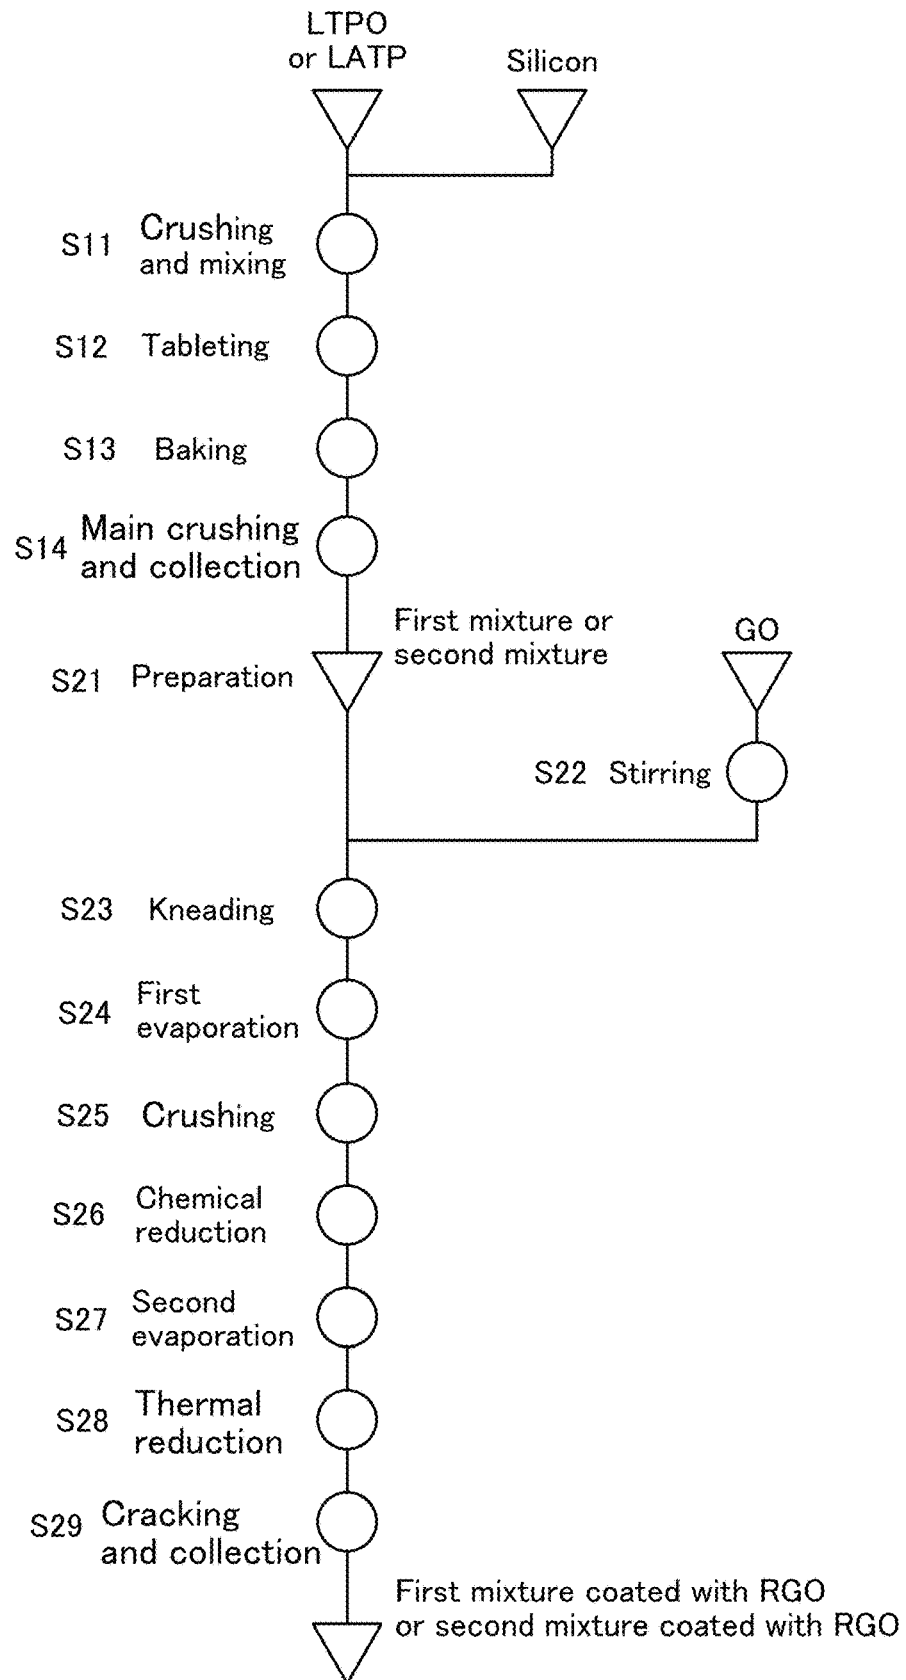 LTPO
or LATP
Silicon
S11 Crushing
and mixing
S12 Tableting
S13 Baking
S14 Main crushing
and collection
First mixture or
second mixture
GO
S21 Preparation
S22 Stirring
S23 Kneading
S24 First
evaporation
S25 Crushing
S26 Chemical
reduction
S27 Second
evaporation
S28 Thermal
reduction
S29 Cracking
and collection
First mixture coated with RGO
or second mixture coated with RGO